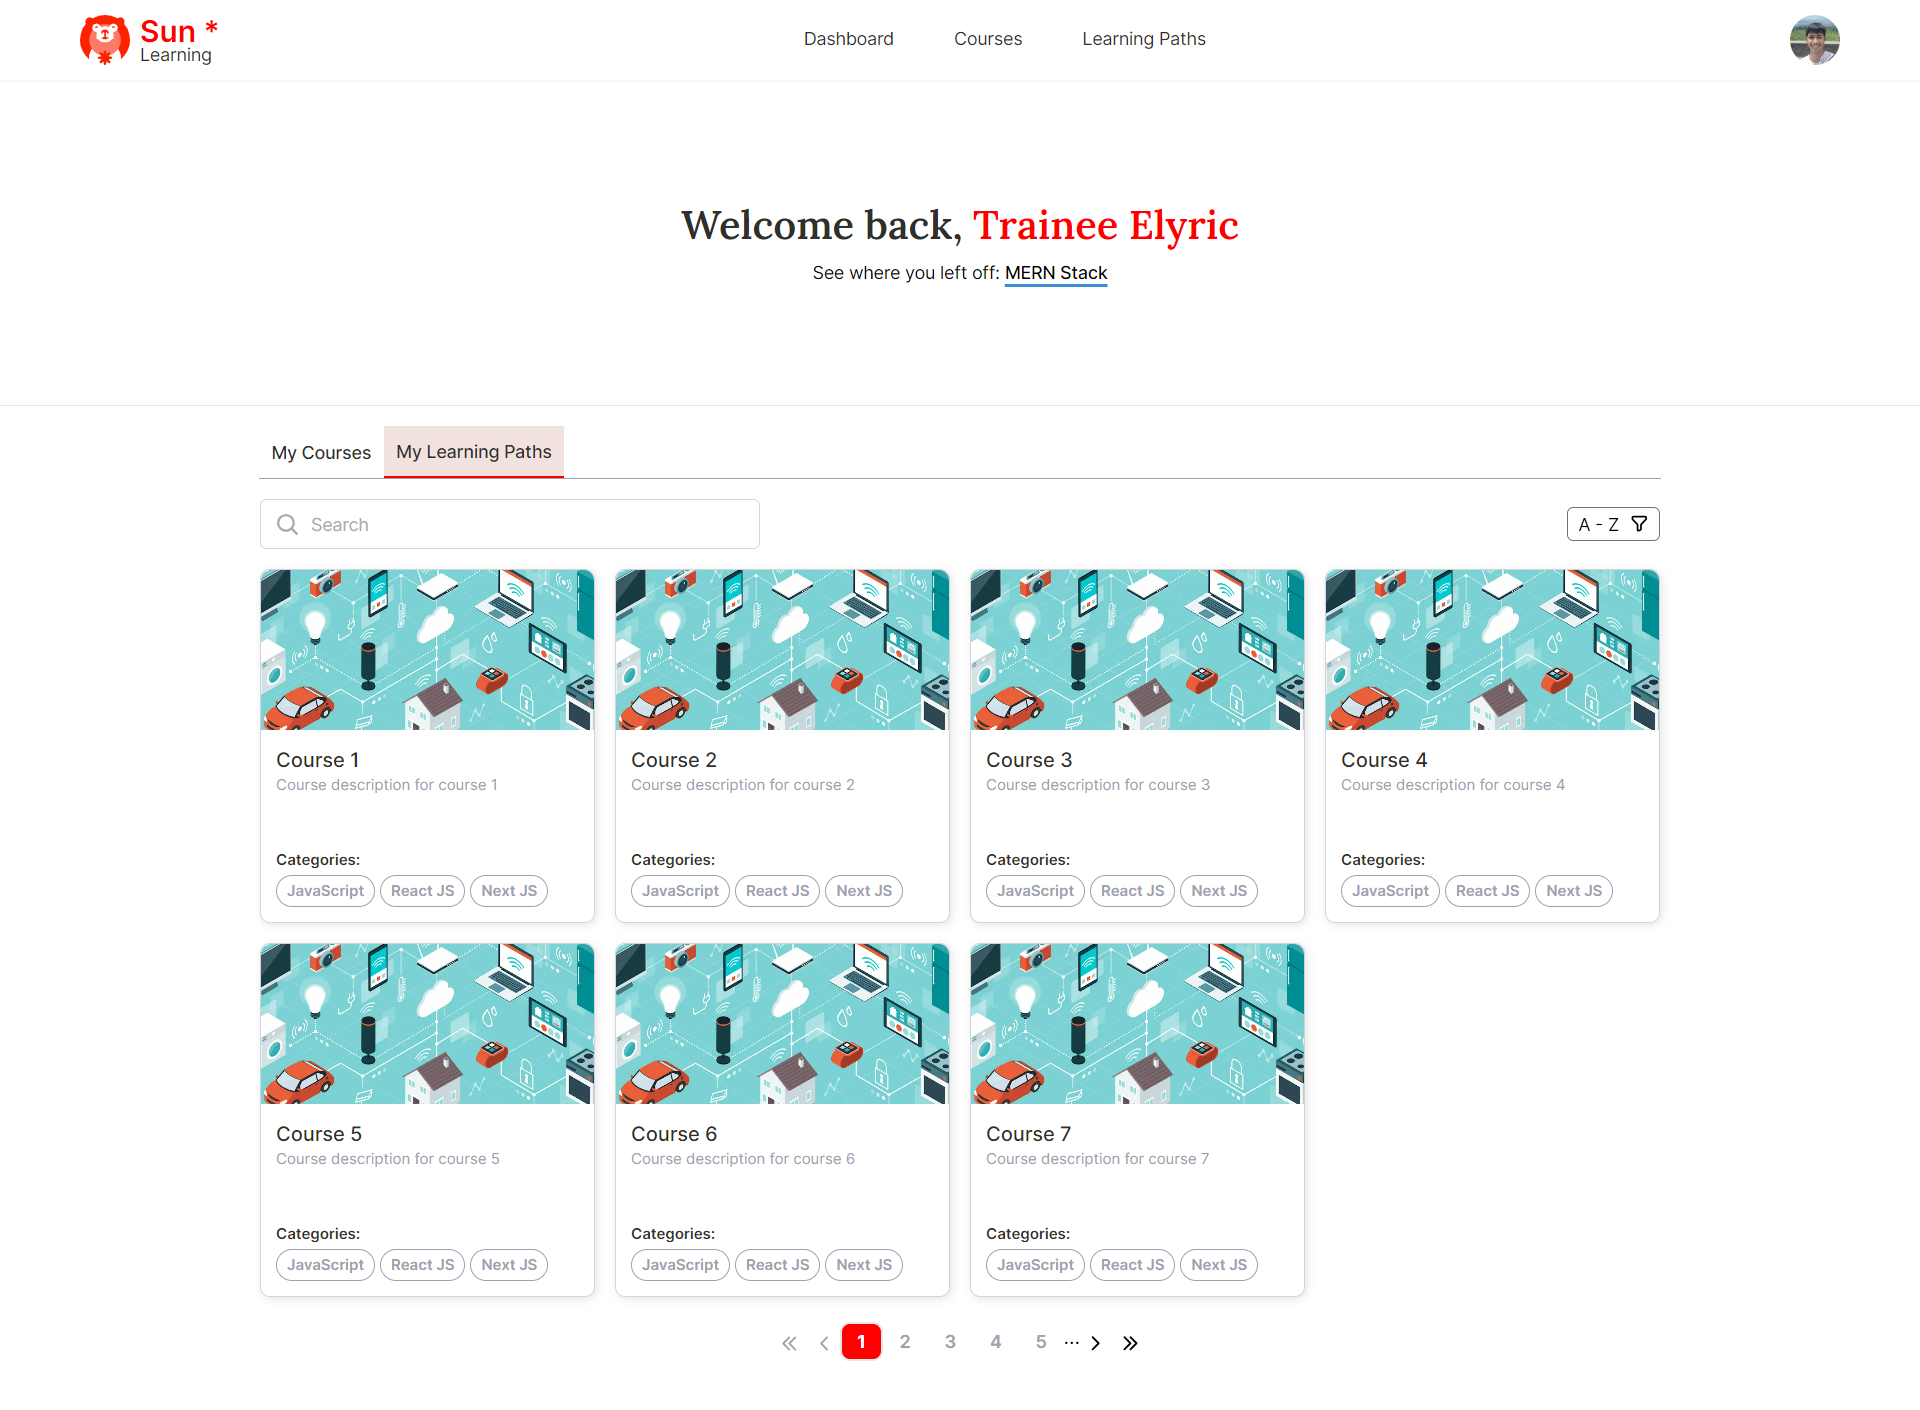 Sun *
Learning
Dashboard
Courses
Learning Paths
Welcome back, Trainee Elyric
See where you left off: MERN Stack
My Courses
My Learning Paths
Search
A - Z
Course 1
Course description for course 1
Categories:
JavaScript React JS Next JS
Course 2
Course description for course 2
Categories:
JavaScript React JS Next JS
Course 3
Course description for course 3
Categories:
JavaScript React JS Next JS
Course 4
Course description for course 4
Categories:
JavaScript React JS Next JS
Course 5
Course description for course 5
Categories:
JavaScript React JS Next JS
Course 6
Course description for course 6
Categories:
JavaScript React JS Next JS
Course 7
Course description for course 7
Categories:
JavaScript React JS Next JS
1 2 3 4 5 ...